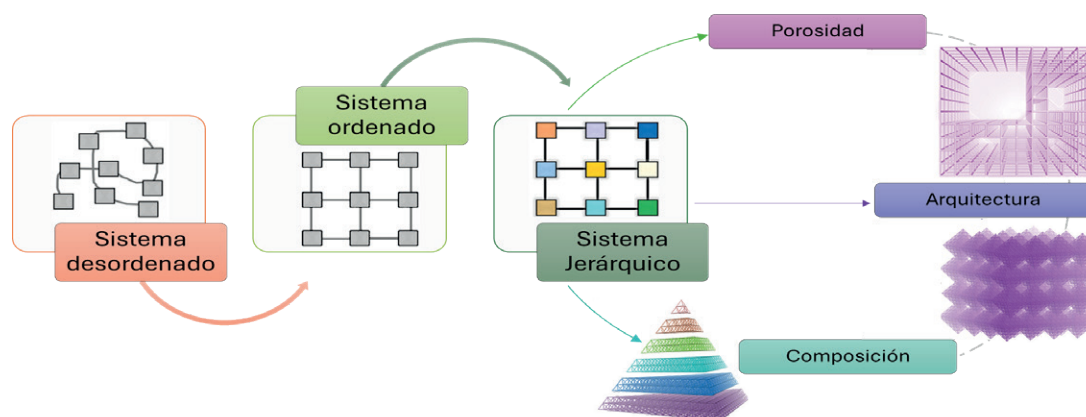 Sistema
desordenado
Sistema
ordenado
Sistema
Jerárquico
Porosidad
Arquitectura
Composición